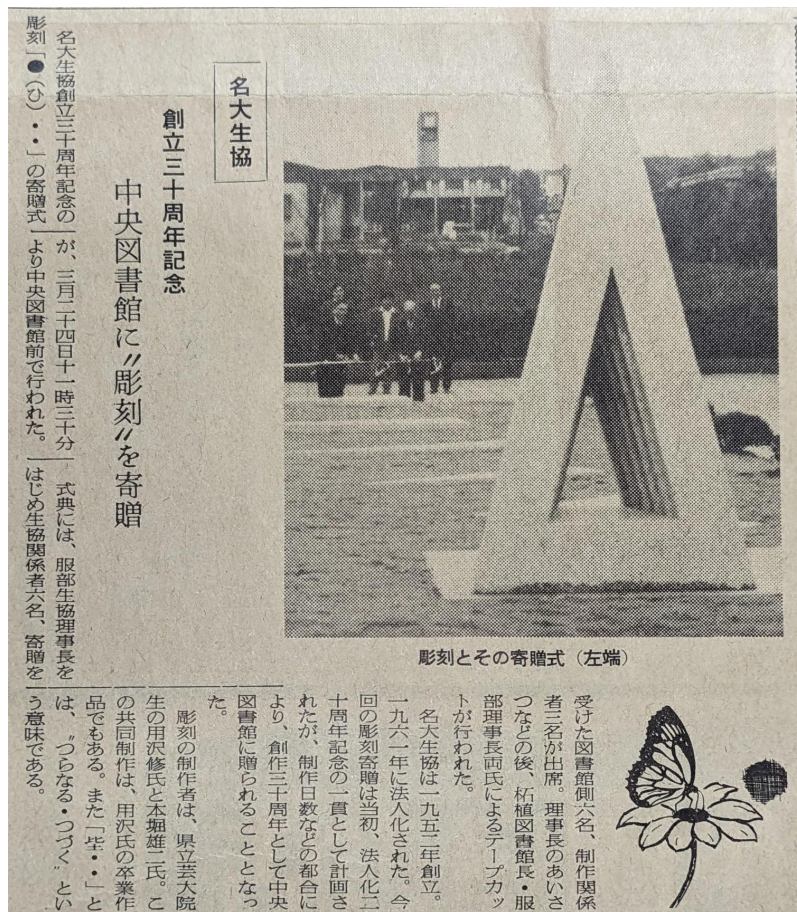 名大生協
創立三十周年記念
中央図書館に〃彫刻〃を寄贈
彫刻とその寄贈式(左端)
名大生協創立三十周年記念の
彫刻「●(ひ)・・」の寄贈式
が、三月二十四日十一時三十分
より中央図書館前で行われた。
式典には、服部生協理事長を
はじめ生協関係者六名、寄贈を
受けた図書館側六名、制作関係
者三名が出席。理事長のあいさ
つなどの後、柘植図書館長・服
部理事長両氏によるテープカッ
トが行われた。
名大生協は一九五二年創立。
一九六一年に法人化された。今
回の彫刻寄贈は当初、法人化二
十周年記念の一貫として計画さ
れたが、制作日数などの都合に
より、創作三十周年として中央
図書館に贈られることとなっ
た。
彫刻の制作者は、県立芸大院
生の用沢修氏と本堀雄二氏。こ
の共同制作は、用沢氏の卒業作
品でもある。また「坒・・」と
は、〝つらなる・つづく〟とい
う意味である。